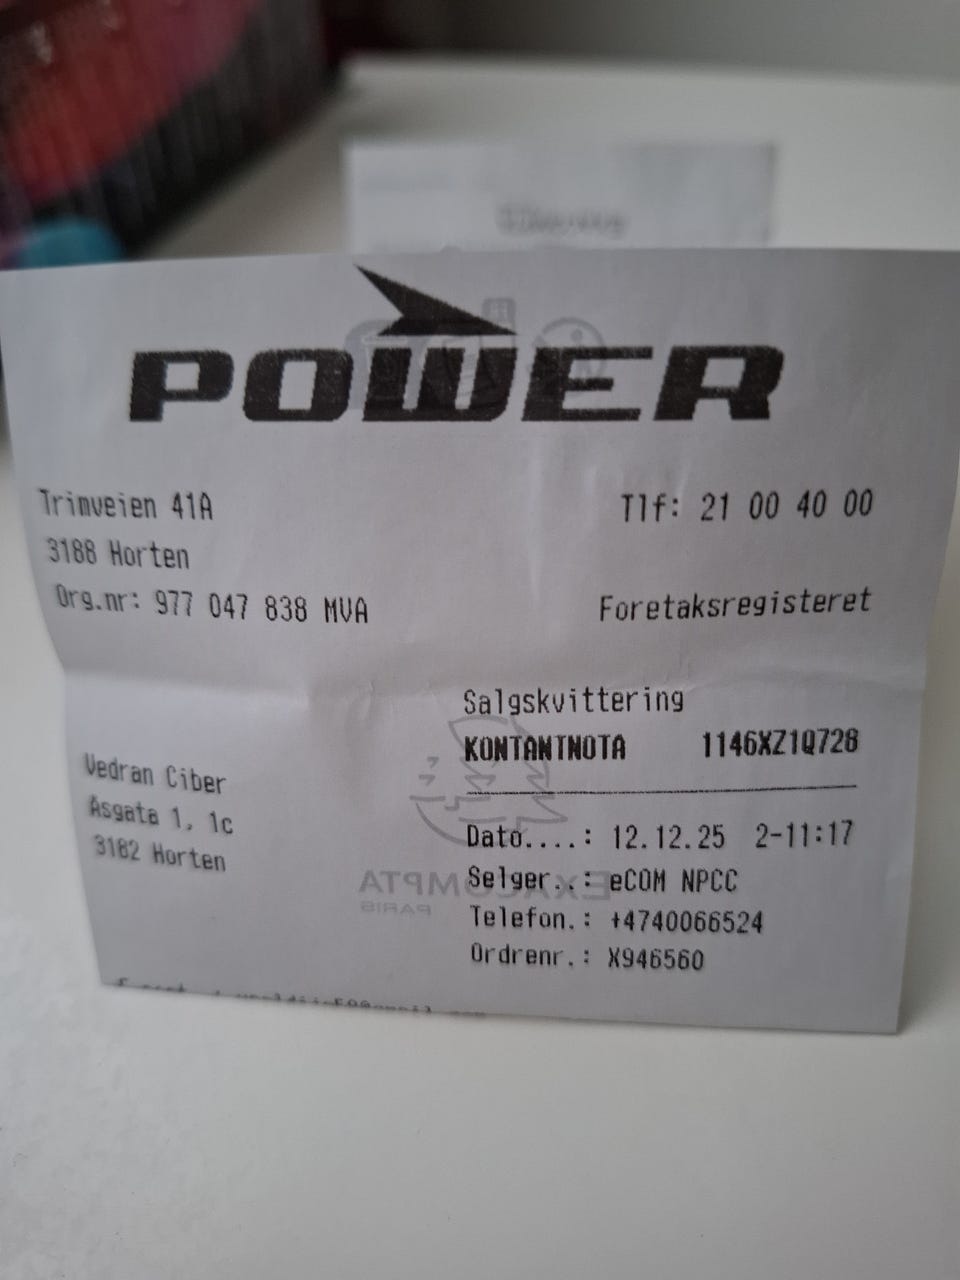 POWER
Trimveien 41A
Tlf: 21 00 40 00
3188 Horten
Org.nr: 977 047 838 MVA
Foretaksregisteret
Salgskvittering
KONTANTNOTA 1146XZ1Q728
Vedran Ciber
Asgata 1, 1c
3182 Horten
Dato....: 12.12.25 2-11:17
Selger..: eCOM NPCC
Telefon.: +4740066524
Ordrenr.: X946560
EXACOMPTA
PARIS